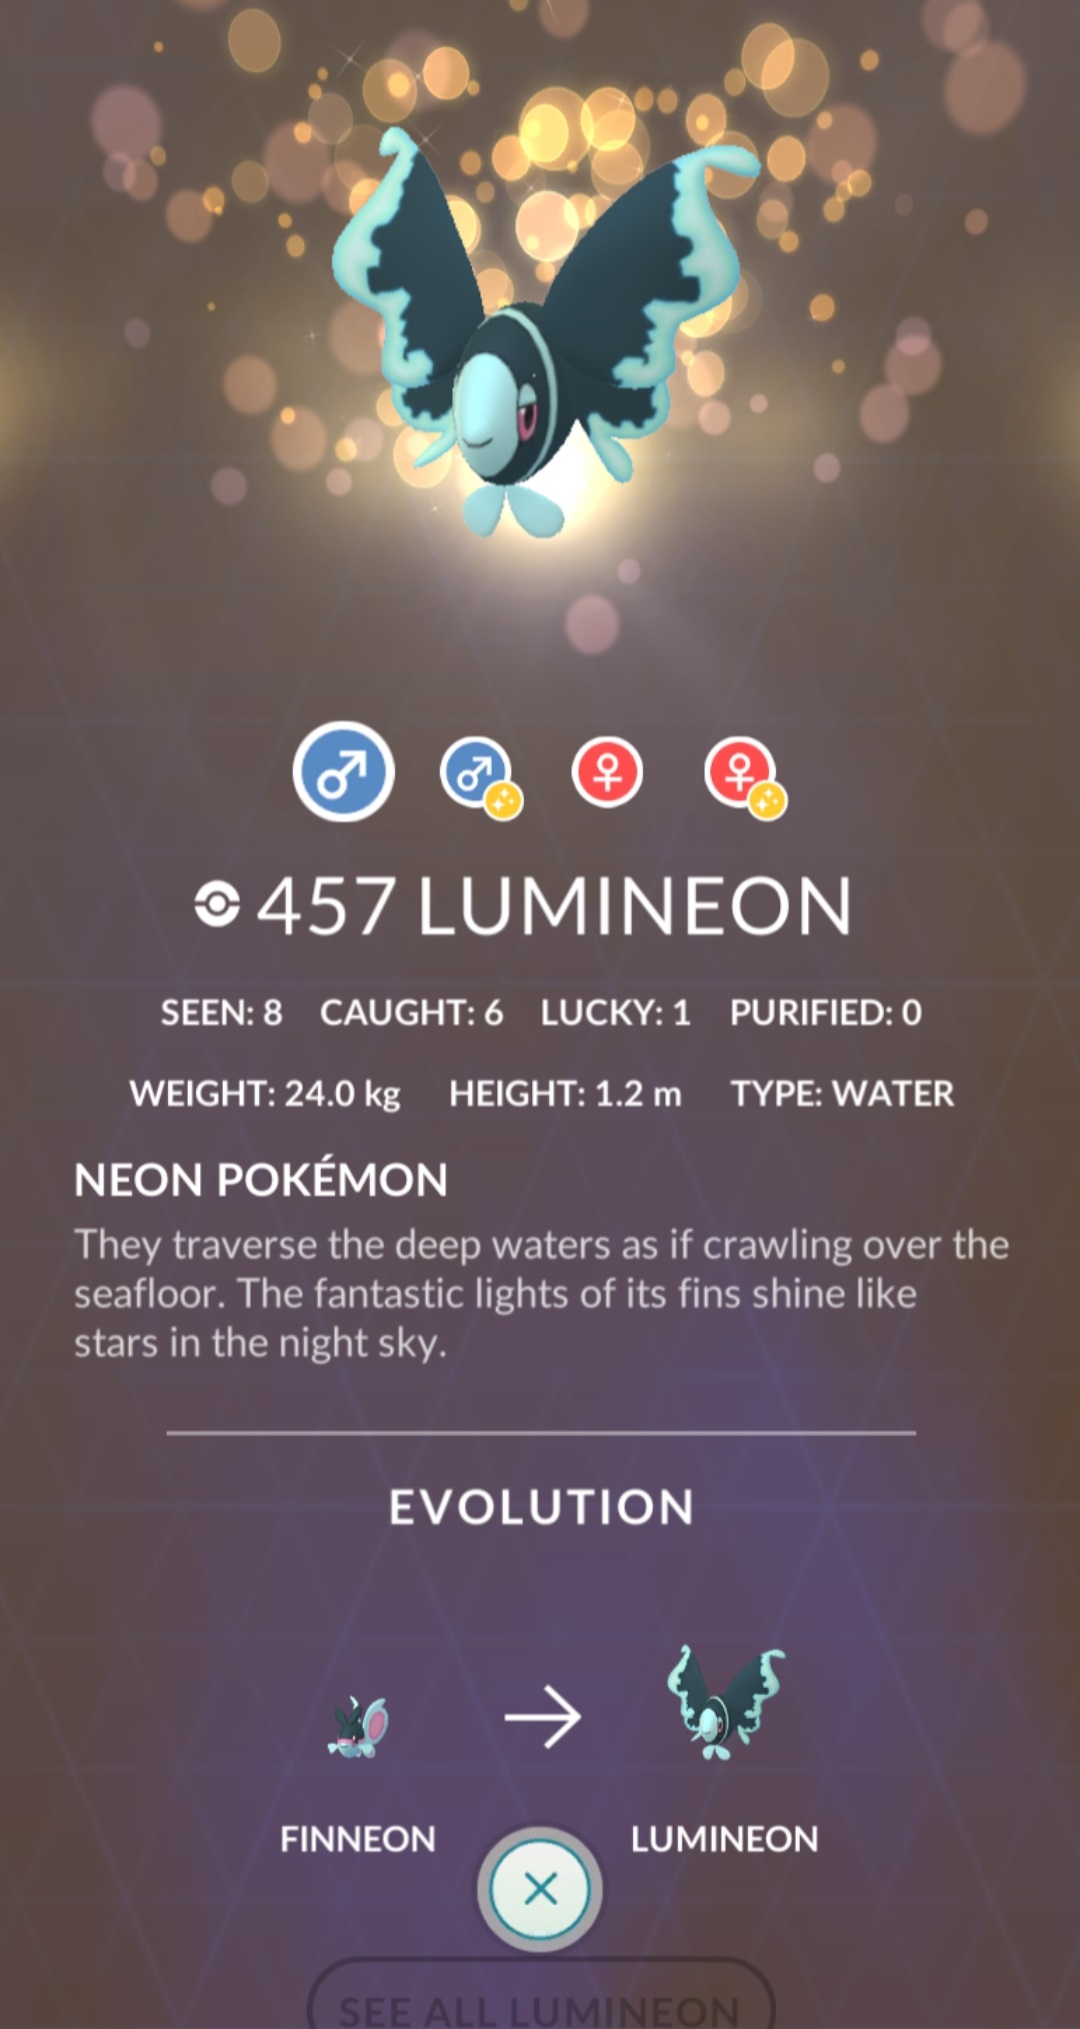 457 LUMINEON
SEEN: 8 CAUGHT: 6 LUCKY: 1 PURIFIED: 0
WEIGHT: 24.0 kg HEIGHT: 1.2 m TYPE: WATER
NEON POKÉMON
They traverse the deep waters as if crawling over the
seafloor. The fantastic lights of its fins shine like
stars in the night sky.
EVOLUTION
FINNEON LUMINEON
SEE ALL LUMINEON